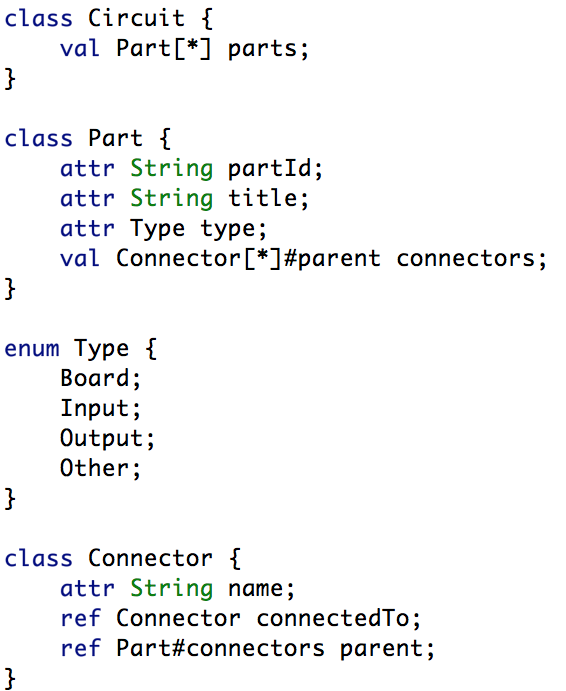 class Circuit {
    val Part[*] parts;
}

class Part {
    attr String partId;
    attr String title;
    attr Type type;
    val Connector[*]#parent connectors;
}

enum Type {
    Board;
    Input;
    Output;
    Other;
}

class Connector {
    attr String name;
    ref Connector connectedTo;
    ref Part#connectors parent;
}